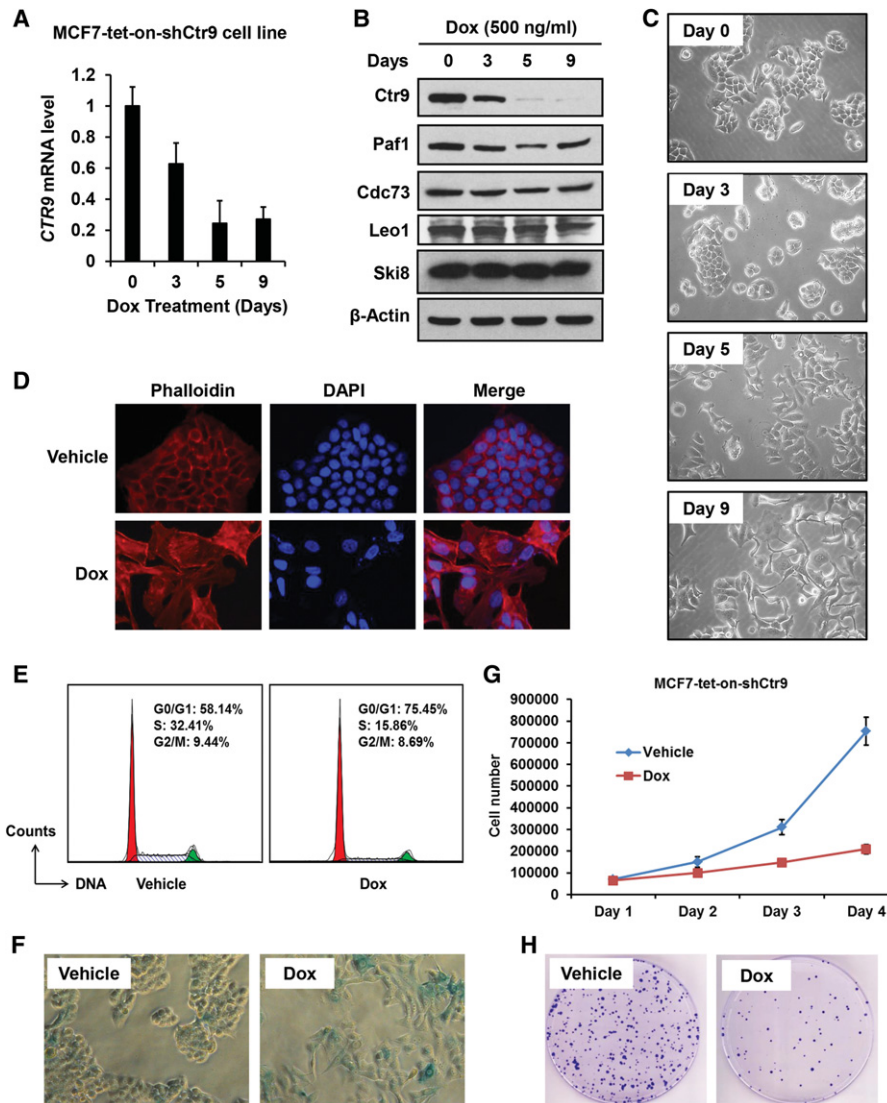 A
MCF7-tet-on-shCtr9 cell line
CTR9 mRNA level
1.2
1
0.8
0.6
0.4
0.2
0
0 3 5 9
Dox Treatment (Days)
B
Dox (500 ng/ml)
Days 0 3 5 9
Ctr9
Paf1
Cdc73
Leo1
Ski8
β-Actin
C
Day 0
Day 3
Day 5
Day 9
D
Phalloidin DAPI Merge
Vehicle
Dox
E
G0/G1: 58.14%
S: 32.41%
G2/M: 9.44%
G0/G1: 75.45%
S: 15.86%
G2/M: 8.69%
Counts
DNA
Vehicle
Dox
G
MCF7-tet-on-shCtr9
Cell number
900000
800000
700000
600000
500000
400000
300000
200000
100000
0
Vehicle
Dox
Day 1 Day 2 Day 3 Day 4
F
Vehicle
Dox
H
Vehicle
Dox